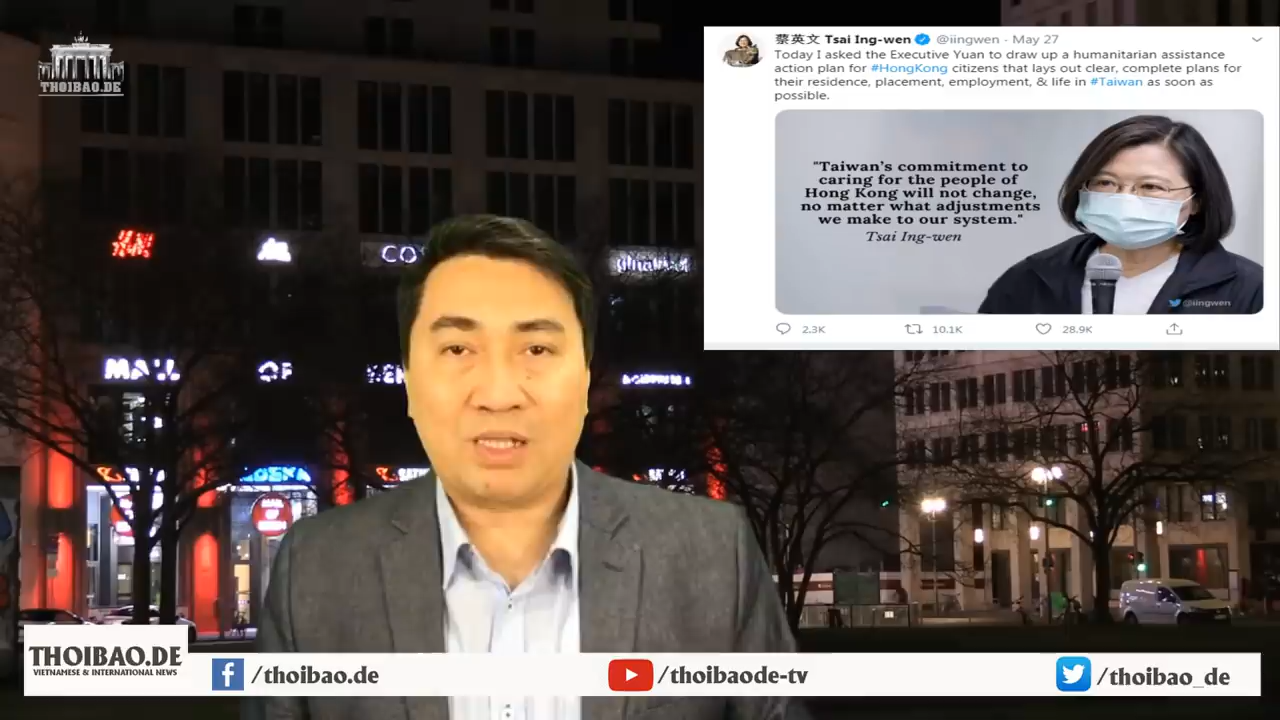 THOIBAO.DE
蔡英文 Tsai Ing-wen @iingwen · May 27
Today I asked the Executive Yuan to draw up a humanitarian assistance
action plan for #HongKong citizens that lays out clear, complete plans for
their residence, placement, employment, & life in #Taiwan as soon as
possible.
"Taiwan's commitment to
caring for the people of
Hong Kong will not change,
no matter what adjustments
we make to our system."
Tsai Ing-wen
@iingwen
2.3K 10.1K 28.9K
H&M
MALL OF
EDEKA
THOIBAO.DE
VIETNAMESE & INTERNATIONAL NEWS
/thoibao.de
/thoibaode-tv
/thoibao_de